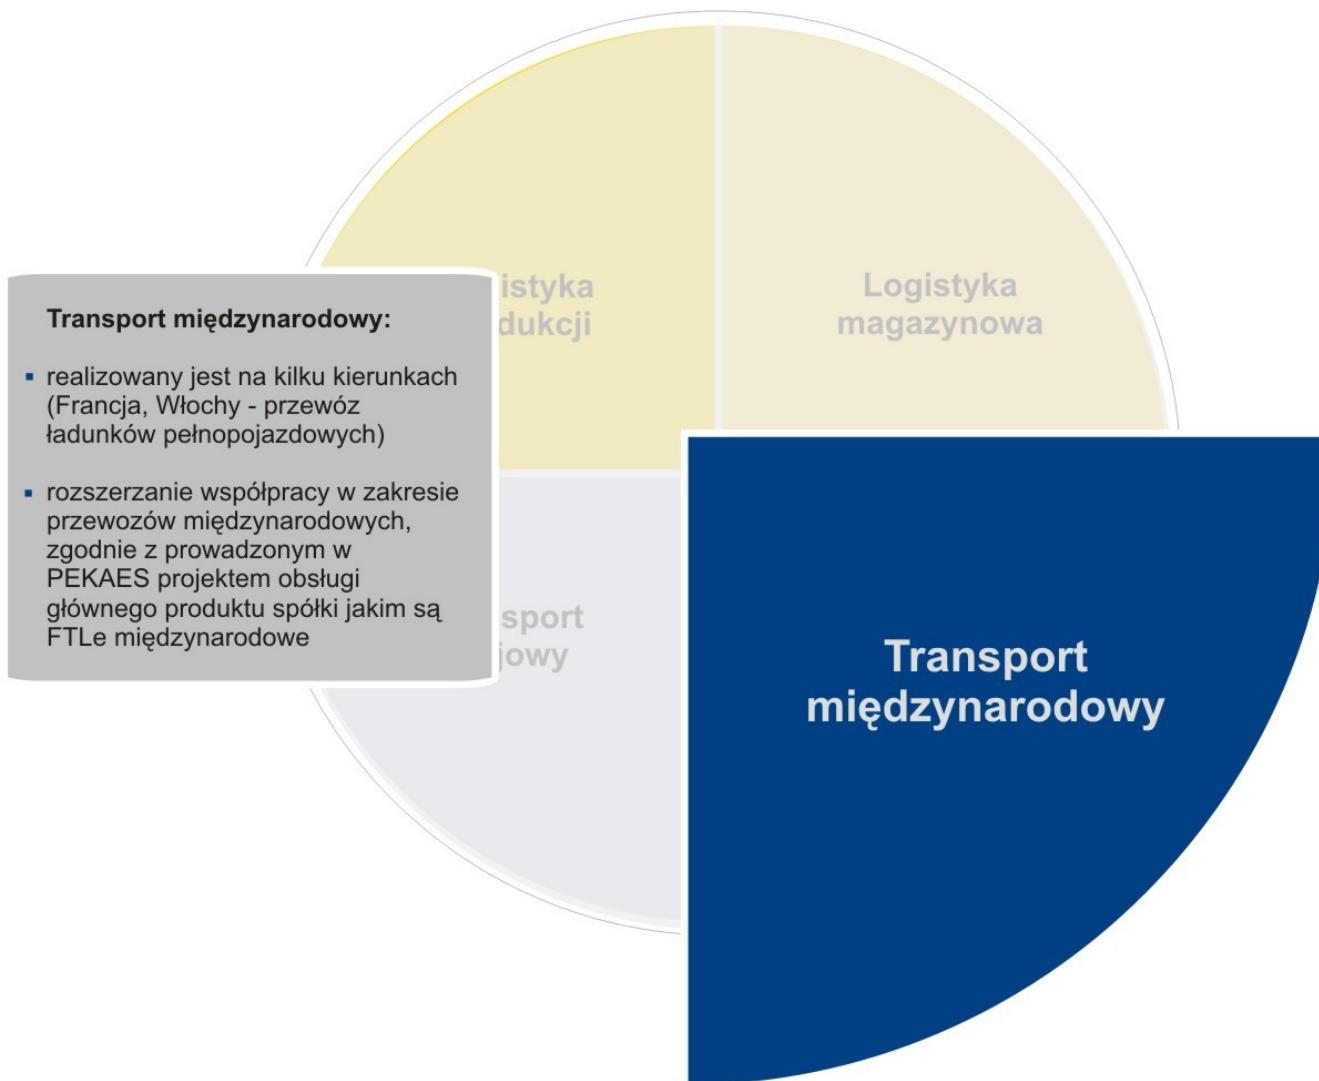 Logistyka
magazynowa
Transport międzynarodowy:
▪ realizowany jest na kilku kierunkach
(Francja, Włochy - przewóz
ładunków pełnopojazdowych)
▪ rozszerzanie współpracy w zakresie
przewozów międzynarodowych,
zgodnie z prowadzonym w
PEKAES projektem obsługi
głównego produktu spółki jakim są
FTLe międzynarodowe
Transport
międzynarodowy